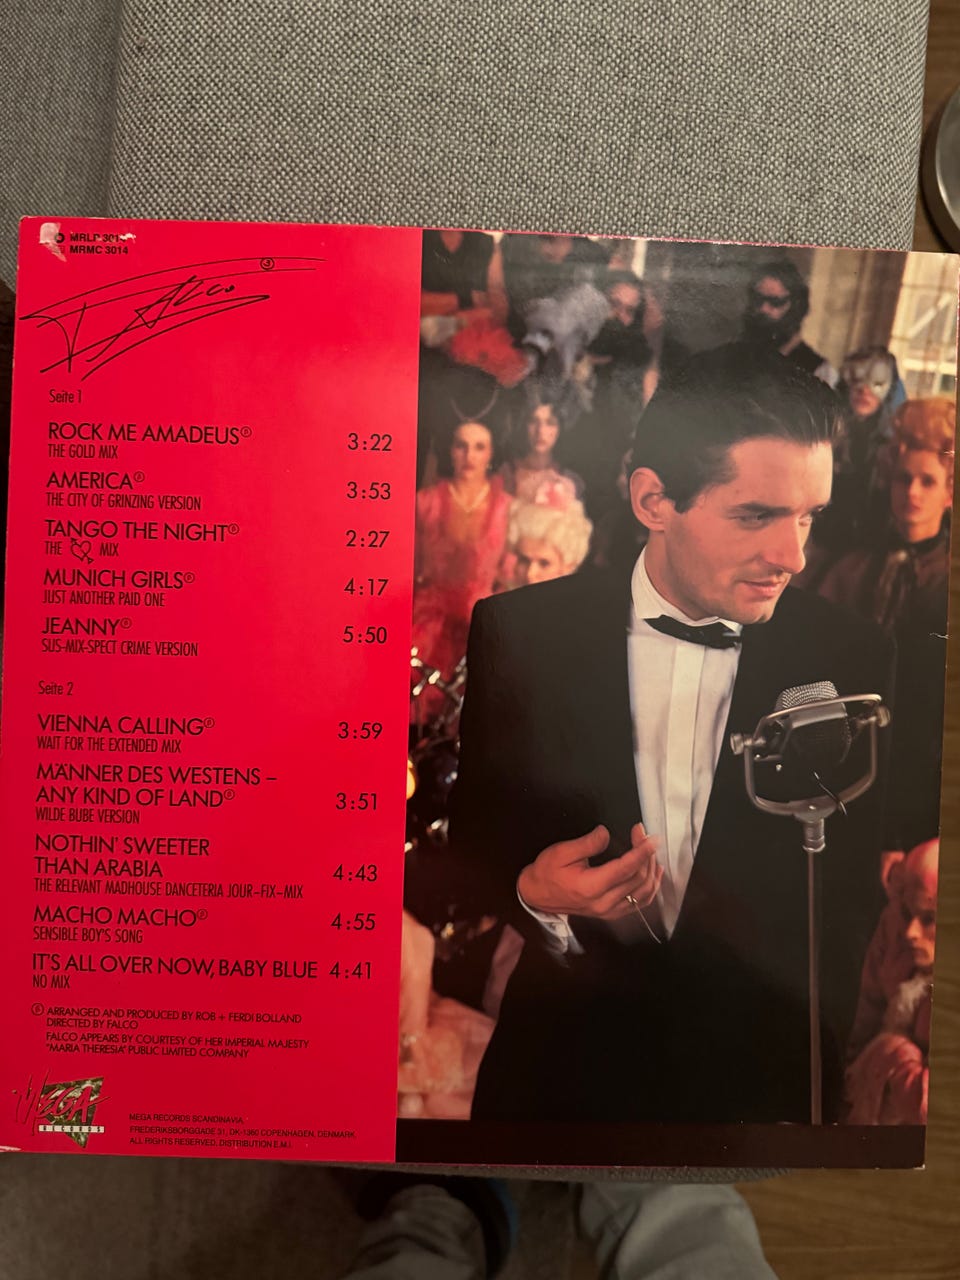 MRLP 3014
MRMC 3014
FALCO 3
Seite 1
ROCK ME AMADEUS Ⓑ 3:22
THE GOLD MIX
AMERICA Ⓑ 3:53
THE CITY OF GRINZING VERSION
TANGO THE NIGHT Ⓑ 2:27
THE MIX
MUNICH GIRLS Ⓑ 4:17
JUST ANOTHER PAID ONE
JEANNY Ⓑ 5:50
SUS-MIX-SPECT CRIME VERSION
Seite 2
VIENNA CALLING Ⓑ 3:59
WAIT FOR THE EXTENDED MIX
MÄNNER DES WESTENS –
ANY KIND OF LAND Ⓑ 3:51
WILDE BUBE VERSION
NOTHIN' SWEETER
THAN ARABIA 4:43
THE RELEVANT MADHOUSE DANCETERIA JOUR-FIX-MIX
MACHO MACHO Ⓑ 4:55
SENSIBLE BOY'S SONG
IT'S ALL OVER NOW, BABY BLUE 4:41
NO MIX
Ⓑ ARRANGED AND PRODUCED BY ROB + FERDI BOLLAND
DIRECTED BY FALCO
FALCO APPEARS BY COURTESY OF HER IMPERIAL MAJESTY
"MARIA THERESIA" PUBLIC LIMITED COMPANY
MEGA
RECORDS
MEGA RECORDS SCANDINAVIA
FREDERIKSBORGGADE 31, DK-1360 COPENHAGEN, DENMARK.
ALL RIGHTS RESERVED. DISTRIBUTION E.M.I.